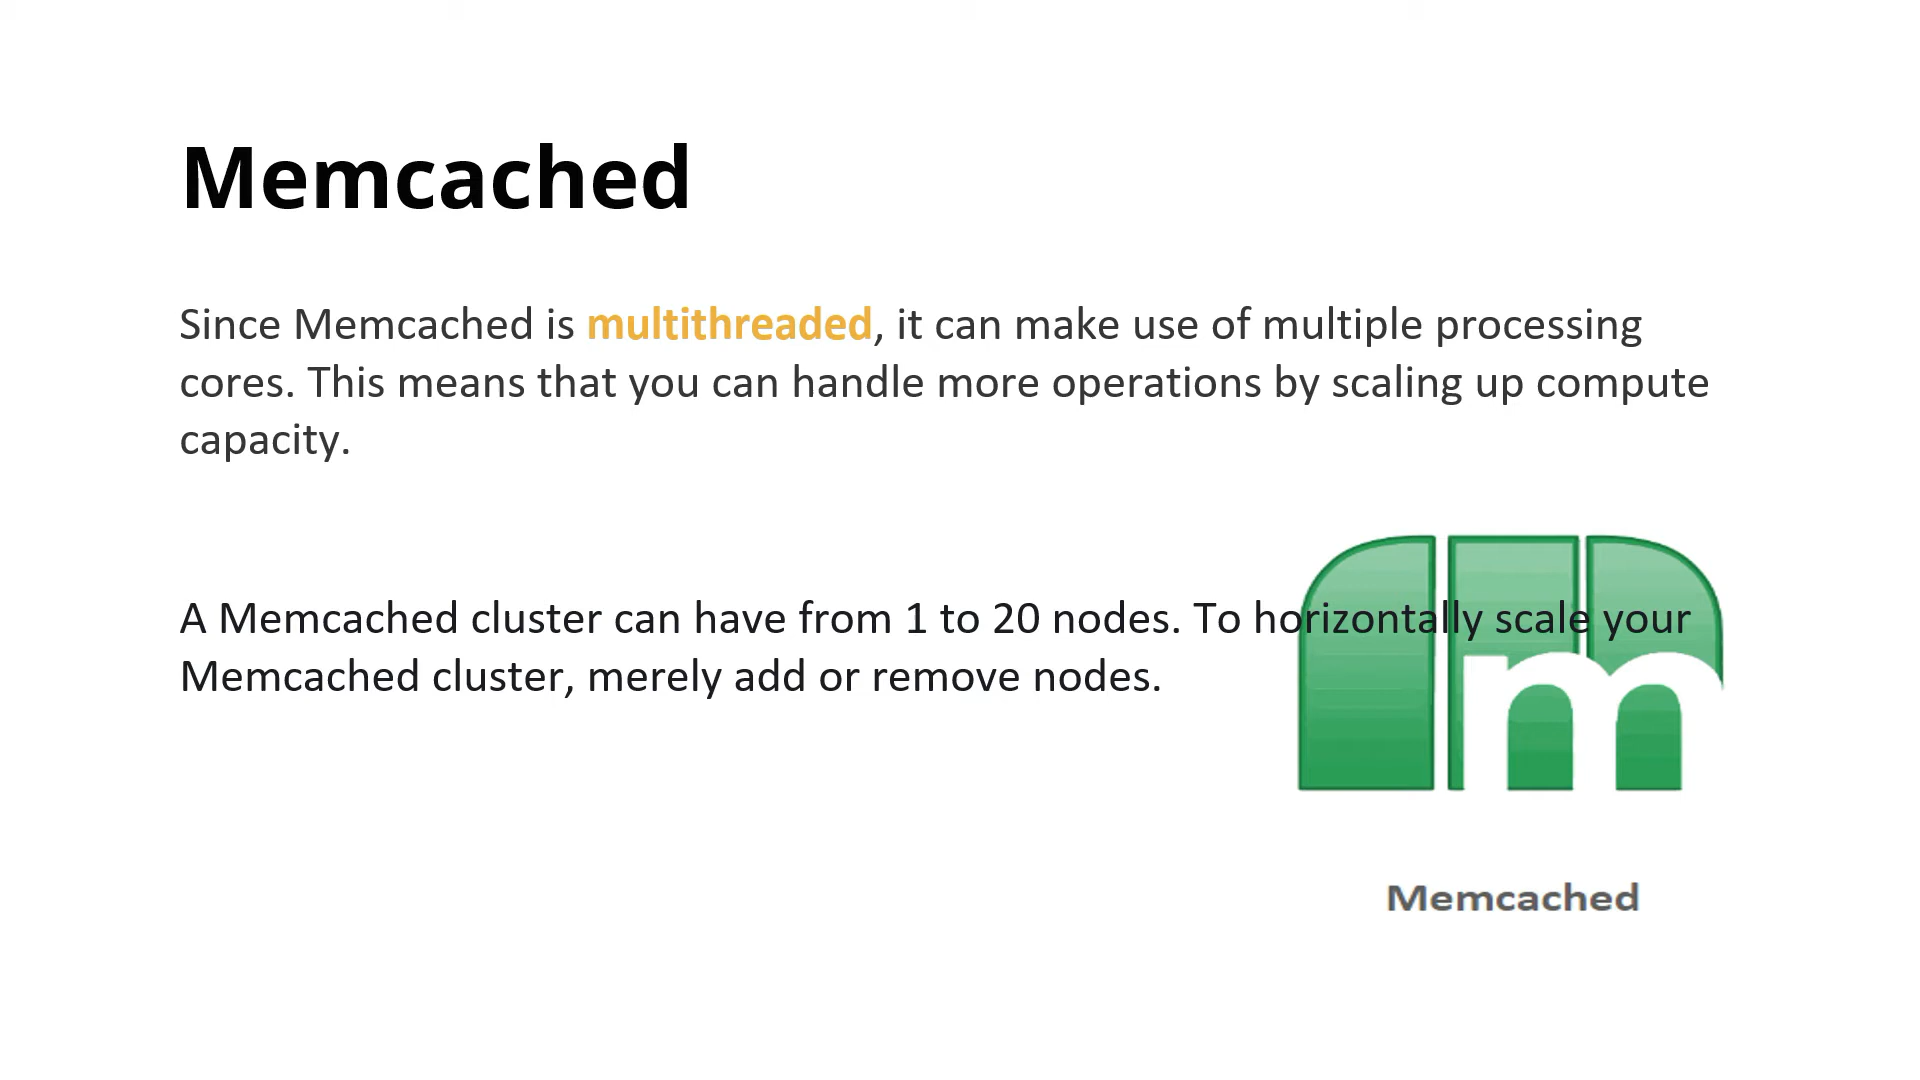 Memcached
Since Memcached is multithreaded, it can make use of multiple processing
cores. This means that you can handle more operations by scaling up compute
capacity.
A Memcached cluster can have from 1 to 20 nodes. To horizontally scale your
Memcached cluster, merely add or remove nodes.
m
Memcached